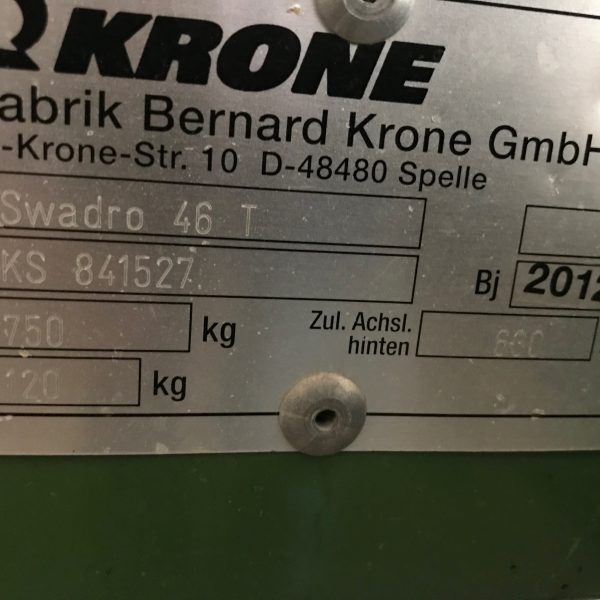 KRONE
abrik Bernard Krone GmbH
-Krone-Str. 10 D-48480 Spelle
Swadro 46 T
KS 841527
Bj 2012
750 kg
Zul. Achsl. hinten
120 kg